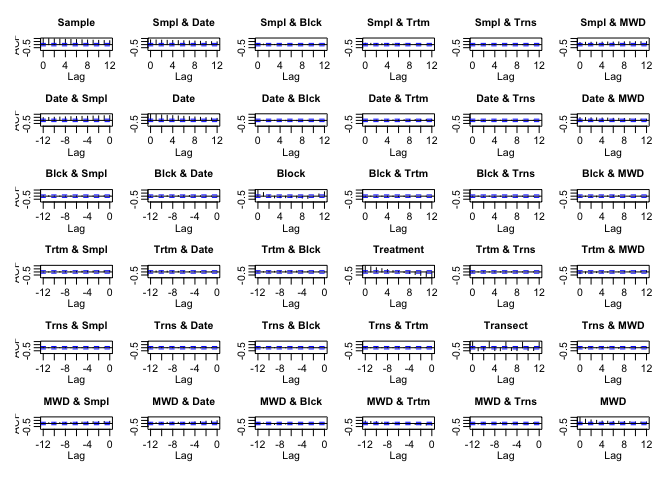 Sample Smpl & Date Smpl & Blck Smpl & Trtm Smpl & Trns Smpl & MWD
ACF -0.5 -0.5 -0.5 -0.5 -0.5 -0.5
0 4 8 12 0 4 8 12 0 4 8 12 0 4 8 12 0 4 8 12 0 4 8 12
Lag Lag Lag Lag Lag Lag
Date & Smpl Date Date & Blck Date & Trtm Date & Trns Date & MWD
ACF -0.5 -0.5 -0.5 -0.5 -0.5 -0.5
-12 -8 -4 0 0 4 8 12 0 4 8 12 0 4 8 12 0 4 8 12 0 4 8 12
Lag Lag Lag Lag Lag Lag
Blck & Smpl Blck & Date Block Blck & Trtm Blck & Trns Blck & MWD
ACF -0.5 -0.5 -0.5 -0.5 -0.5 -0.5
-12 -8 -4 0 -12 -8 -4 0 0 4 8 12 0 4 8 12 0 4 8 12 0 4 8 12
Lag Lag Lag Lag Lag Lag
Trtm & Smpl Trtm & Date Trtm & Blck Treatment Trtm & Trns Trtm & MWD
ACF -0.5 -0.5 -0.5 -0.5 -0.5 -0.5
-12 -8 -4 0 -12 -8 -4 0 -12 -8 -4 0 0 4 8 12 0 4 8 12 0 4 8 12
Lag Lag Lag Lag Lag Lag
Trns & Smpl Trns & Date Trns & Blck Trns & Trtm Transect Trns & MWD
ACF -0.5 -0.5 -0.5 -0.5 -0.5 -0.5
-12 -8 -4 0 -12 -8 -4 0 -12 -8 -4 0 -12 -8 -4 0 0 4 8 12 0 4 8 12
Lag Lag Lag Lag Lag Lag
MWD & Smpl MWD & Date MWD & Blck MWD & Trtm MWD & Trns MWD
ACF -0.5 -0.5 -0.5 -0.5 -0.5 -0.5
-12 -8 -4 0 -12 -8 -4 0 -12 -8 -4 0 -12 -8 -4 0 -12 -8 -4 0 0 4 8 12
Lag Lag Lag Lag Lag Lag